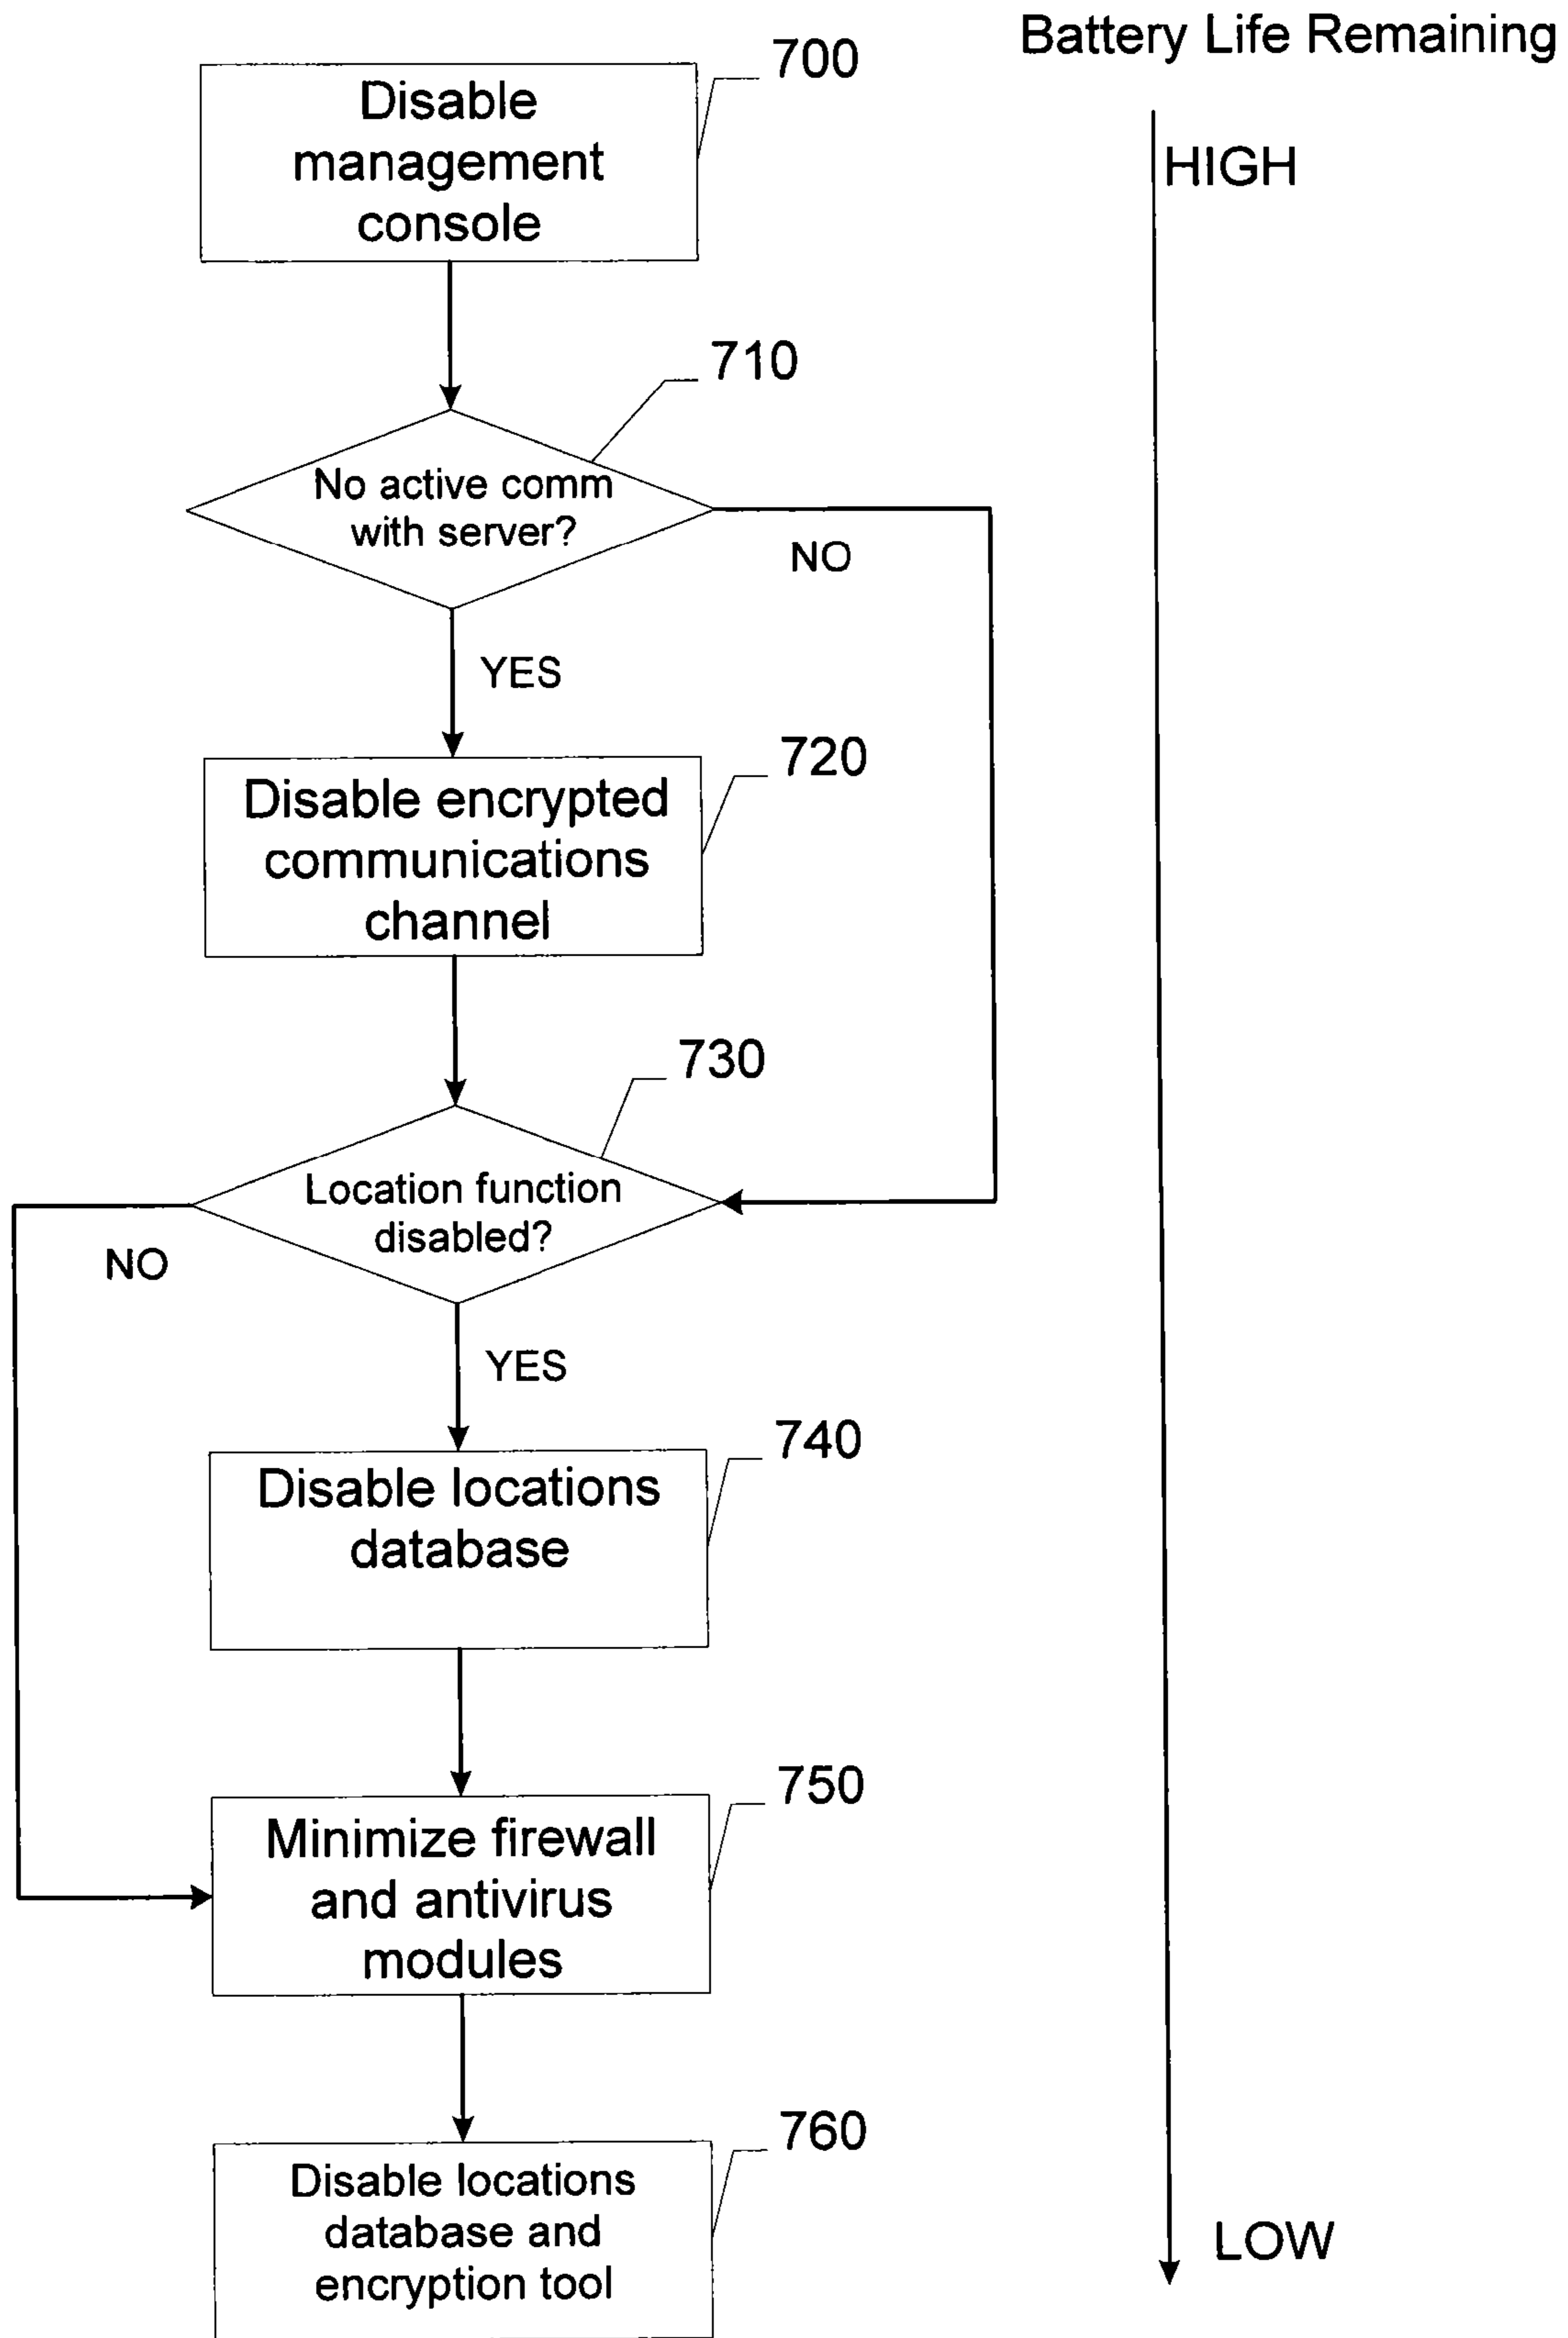 Battery Life Remaining
700
Disable
management
console
HIGH
710
No active comm
with server?
NO
YES
720
Disable encrypted
communications
channel
730
Location function
disabled?
NO
YES
740
Disable locations
database
750
Minimize firewall
and antivirus
modules
760
Disable locations
database and
encryption tool
LOW